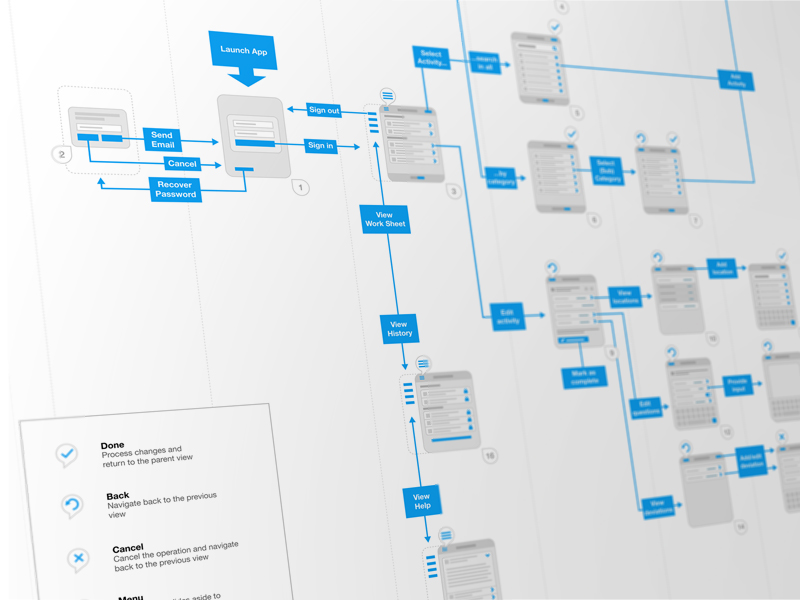 Launch App
Send
Email
Cancel
Recover
Password
2
1
Sign out
Sign in
3
Select
Activity...
...search
in all
5
Add
Activity
...by
category
6
Select
(Sub)
Category
7
View
Work Sheet
View
History
Edit
activity
View
locations
Add
location
Mark as
complete
9
10
Edit
questions
Provide
input
12
View
deviations
Add/edit
deviation
15
View
Help
Done
Process changes and
return to the parent view
Back
Navigate back to the previous
view
Cancel
Cancel the operation and navigate
back to the previous view
Menu
aside to